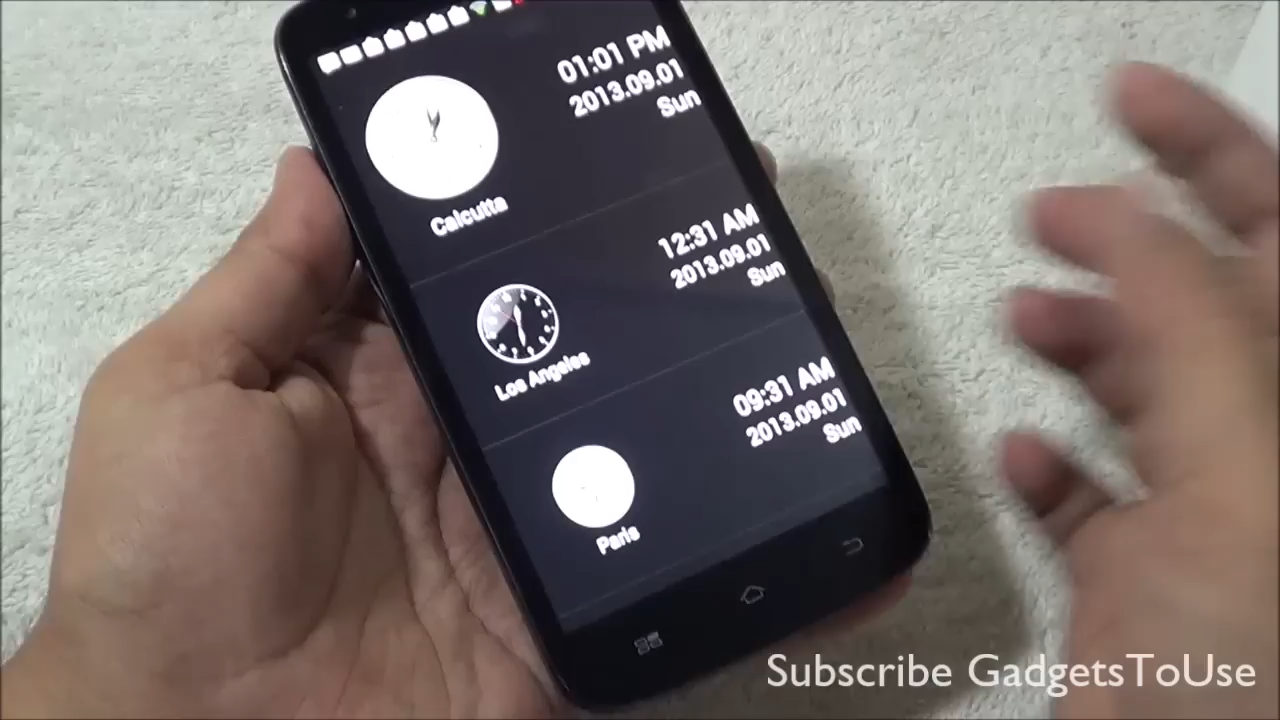 01:01 PM
2013.09.01
Sun
Calcutta
12:31 AM
2013.09.01
Sun
Los Angeles
09:31 AM
2013.09.01
Sun
Paris
Subscribe GadgetsToUse